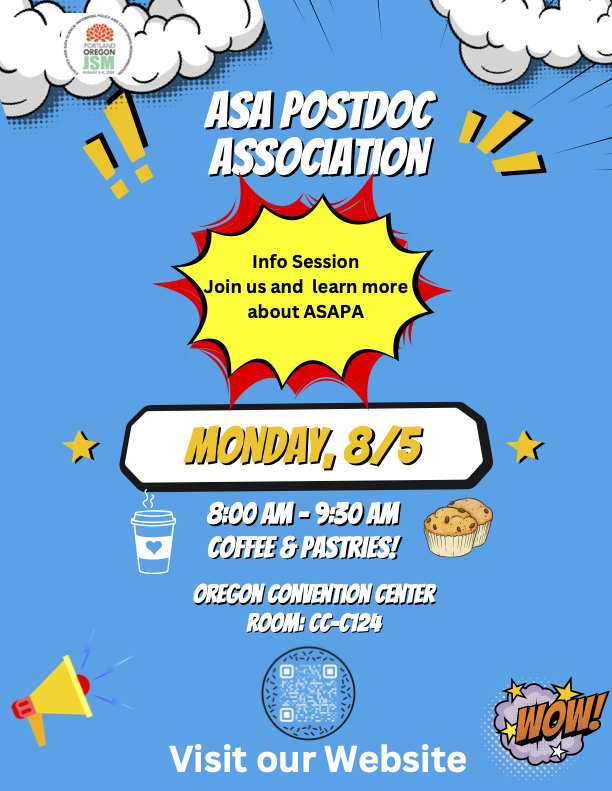 PORTLAND
OREGON
JSM
ASA POSTDOC
ASSOCIATION
Info Session
Join us and learn more
about ASAPA
MONDAY, 8/5
8:00 AM - 9:30 AM
COFFEE & PASTRIES!
OREGON CONVENTION CENTER
ROOM: CC-C124
Visit our Website
WOW!